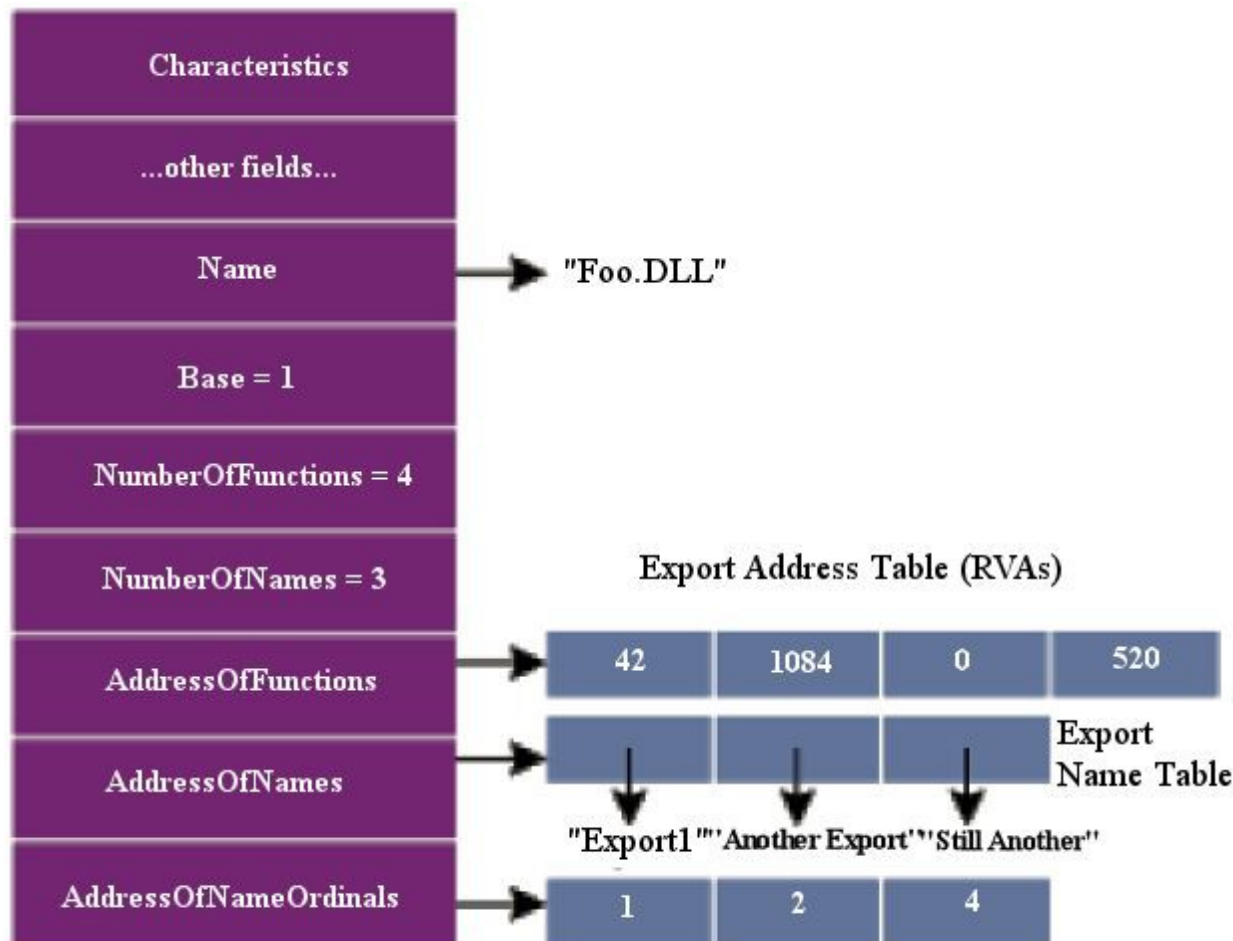 Characteristics
...other fields...
Name
"Foo.DLL"
Base = 1
NumberOfFunctions = 4
NumberOfNames = 3
Export Address Table (RVAs)
AddressOfFunctions
42 1084 0 520
AddressOfNames
Export
Name Table
"Export1" "Another Export" "Still Another"
AddressOfNameOrdinals
1 2 4